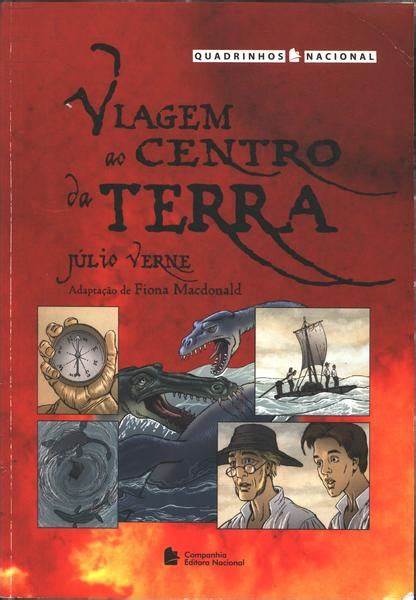 QUADRINHOS NACIONAL
VIAGEM
ao CENTRO
da TERRA
JÚLIO VERNE
Adaptação de Fiona Macdonald
Companhia
Editora Nacional